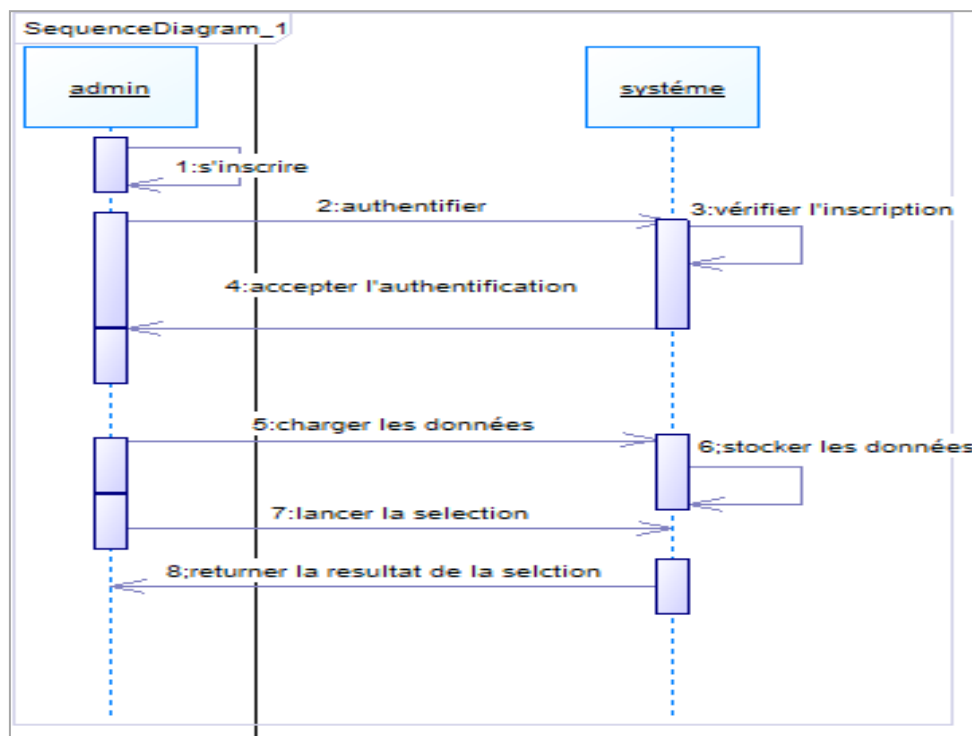 SequenceDiagram_1
admin
systéme
1:s'inscrire
2:authentifier
3:vérifier l'inscription
4:accepter l'authentification
5:charger les données
6;stocker les données
7:lancer la selection
8;returner la resultat de la selction